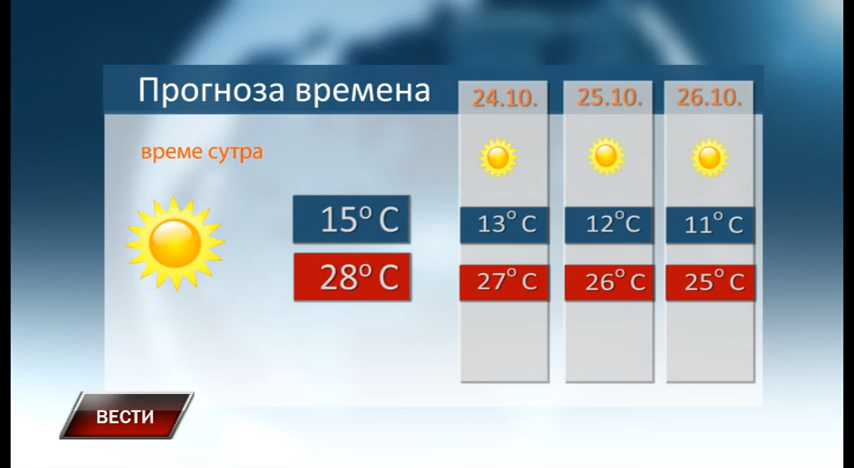 Прогноза времена
време сутра
15° C
28° C
24.10.
13° C
27° C
25.10.
12°C
26° C
26.10.
11° C
25° C
ВЕСТИ